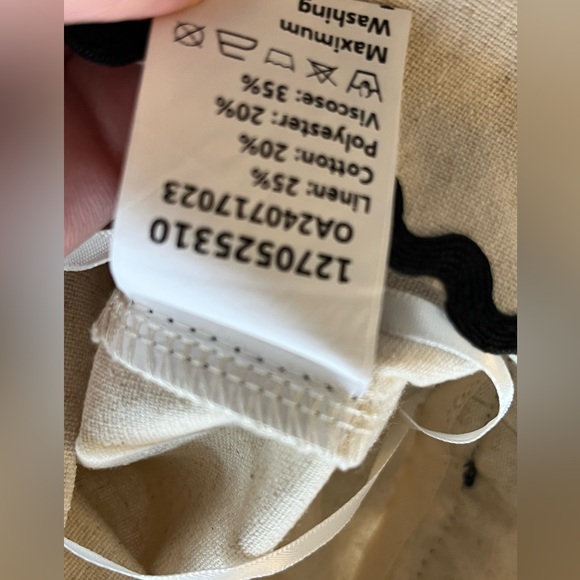 1270525310
OA240717023
Linen: 25%
Cotton: 20%
Polyester: 20%
Viscose: 35%
Maximum
Washing